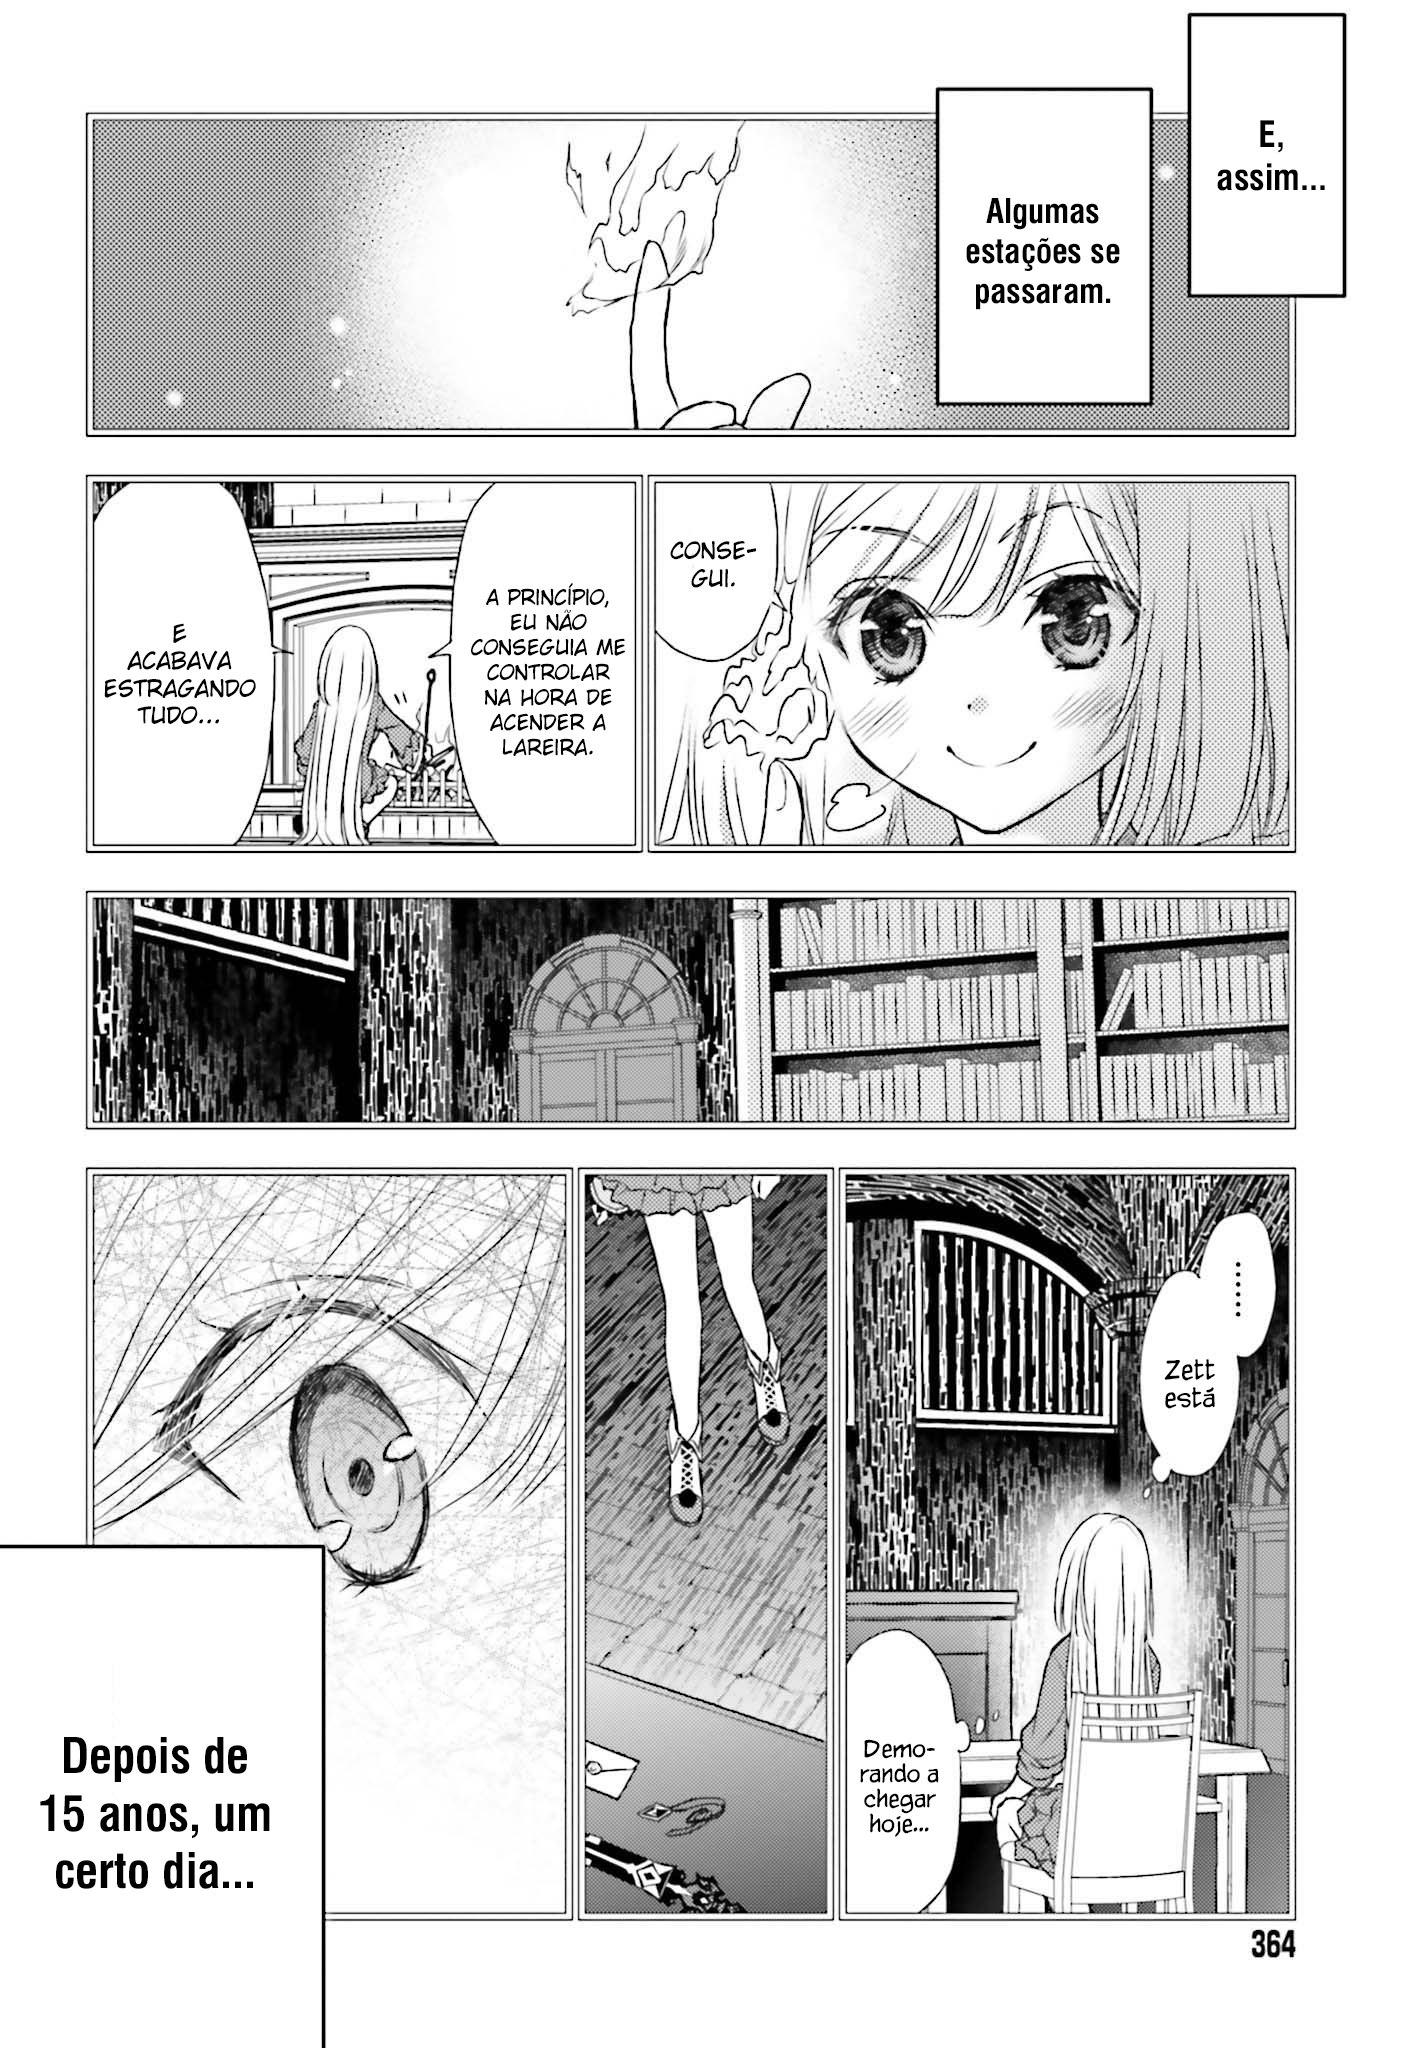 E,
assim...
Algumas
estações se
passaram.
CONSE-
GUI.
A PRINCÍPIO,
EU NÃO
CONSEGUIA ME
CONTROLAR
NA HORA DE
ACENDER A
LAREIRA.
E
ACABAVA
ESTRAGANDO
TUDO...
......
Zett
está
Demo-
rando a
chegar
hoje...
Depois de
15 anos, um
certo dia...
364